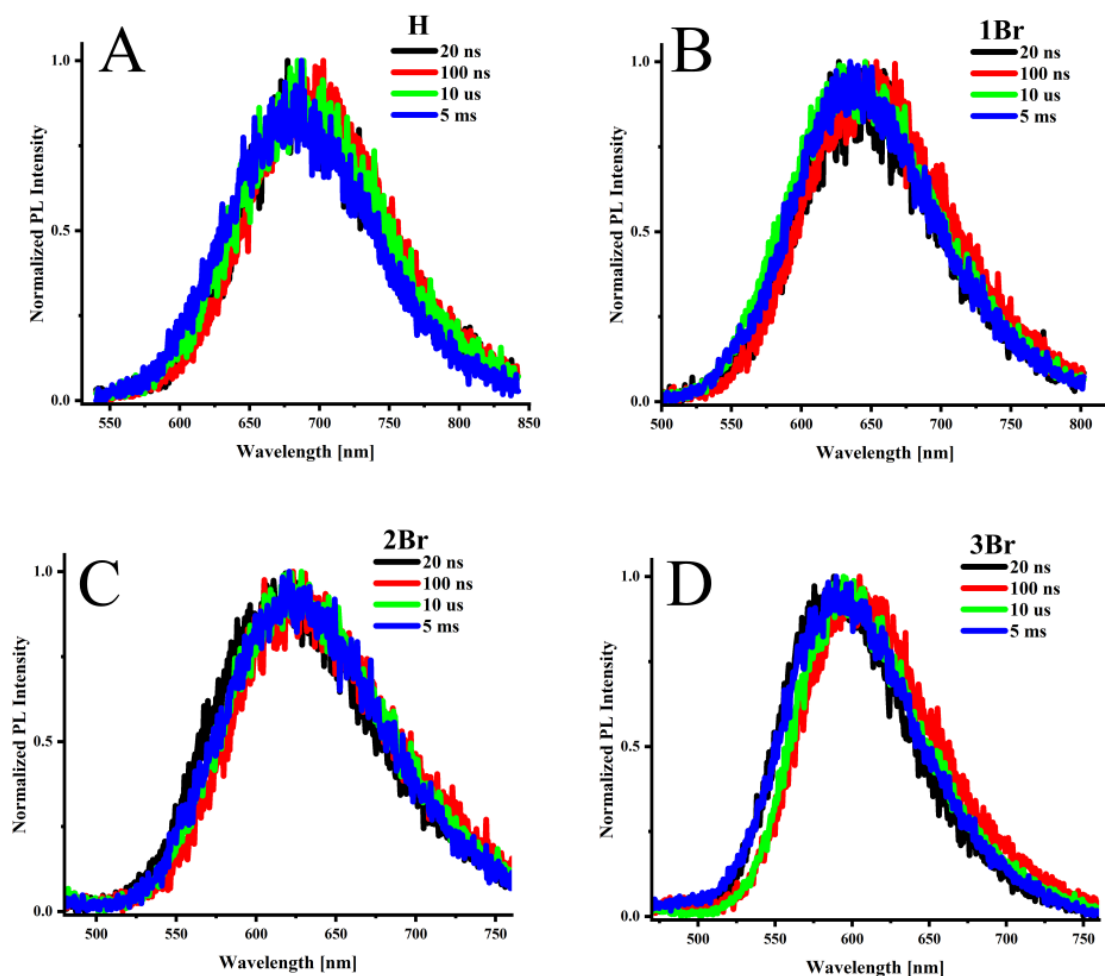 A
H
20 ns
100 ns
10 us
5 ms
1.0
0.5
0.0
Normalized PL Intensity
550 600 650 700 750 800 850
Wavelength [nm]
B
1Br
20 ns
100 ns
10 us
5 ms
1.0
0.5
0.0
Normalized PL Intensity
500 550 600 650 700 750 800
Wavelength [nm]
C
2Br
20 ns
100 ns
10 us
5 ms
1.0
0.5
0.0
Normalized PL Intensity
500 550 600 650 700 750
Wavelength [nm]
D
3Br
20 ns
100 ns
10 us
5 ms
1.0
0.5
0.0
Normalized PL Intensity
500 550 600 650 700 750
Wavelength [nm]